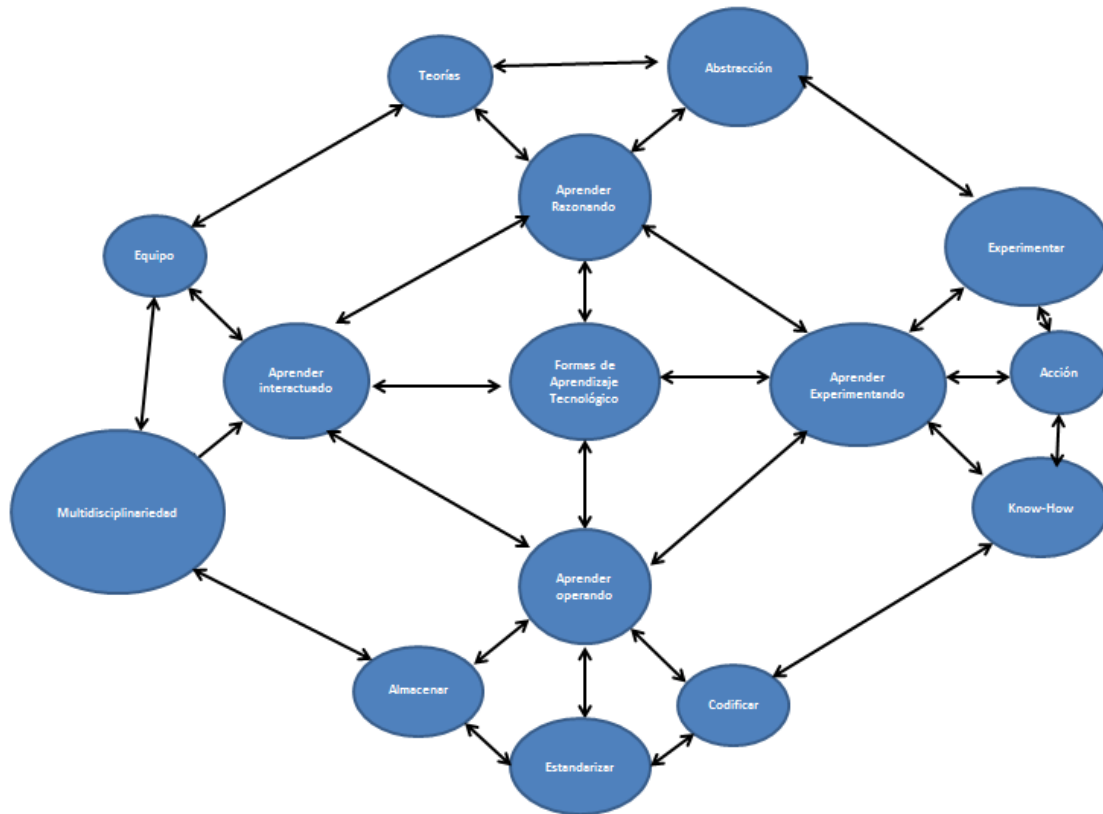 Teorías
Abstracción
Aprender
Razonando
Equipo
Experimentar
Aprender
interactuado
Formas de
Aprendizaje
Tecnológico
Aprender
Experimentando
Acción
Multidisciplinariedad
Know-How
Aprender
operando
Almacenar
Codificar
Estandarizar